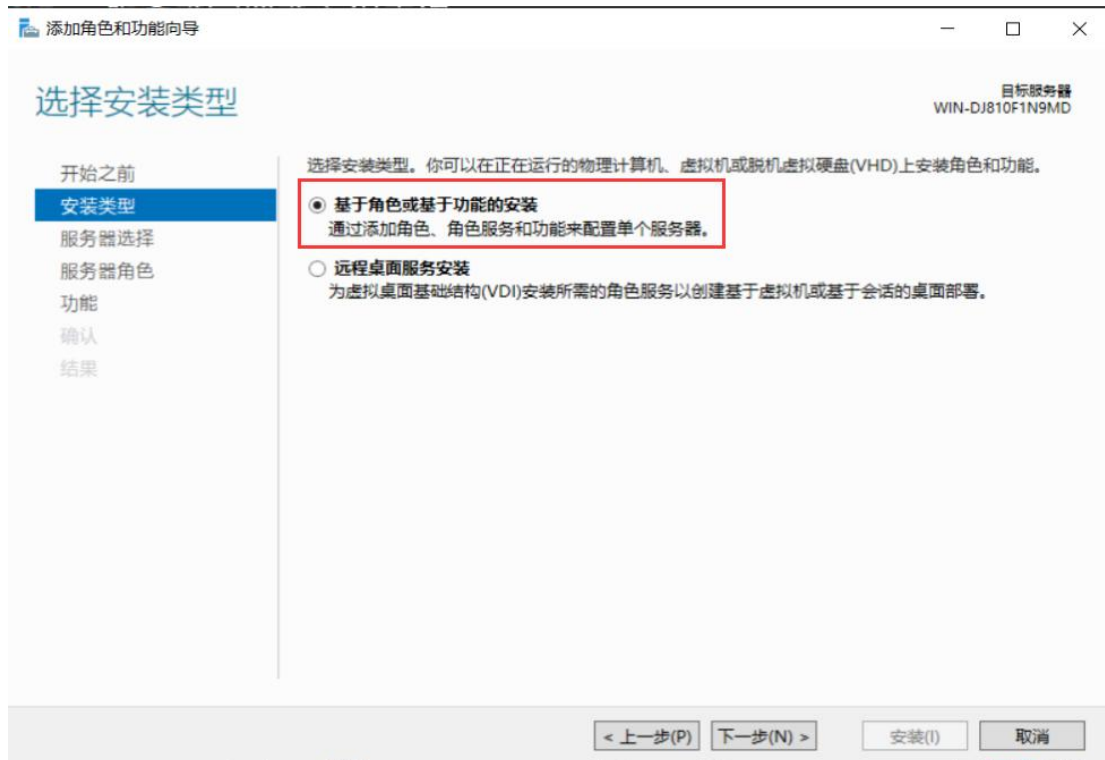 添加角色和功能向导
选择安装类型
目标服务器
WIN-DJ810F1N9MD
开始之前
安装类型
服务器选择
服务器角色
功能
确认
结果
选择安装类型。你可以在正在运行的物理计算机、虚拟机或脱机虚拟硬盘(VHD)上安装角色和功能。
基于角色或基于功能的安装
通过添加角色、角色服务和功能来配置单个服务器。
远程桌面服务安装
为虚拟桌面基础结构(VDI)安装所需的角色服务以创建基于虚拟机或基于会话的桌面部署。
< 上一步(P) 下一步(N) > 安装(I) 取消